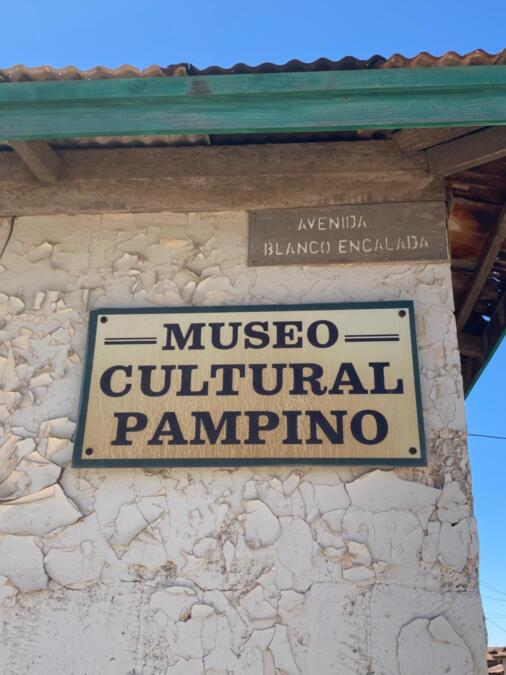 AVENIDA
BLANCO ENCALADA
MUSEO
CULTURAL
PAMPINO